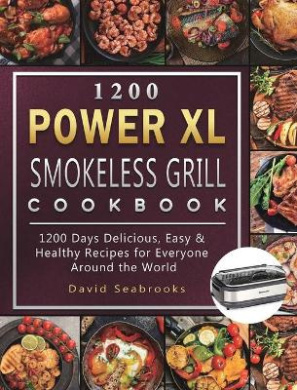 1200
POWER XL
SMOKELESS GRILL
COOKBOOK
1200 Days Delicious, Easy &
Healthy Recipes for Everyone
Around the World
David Seabrooks